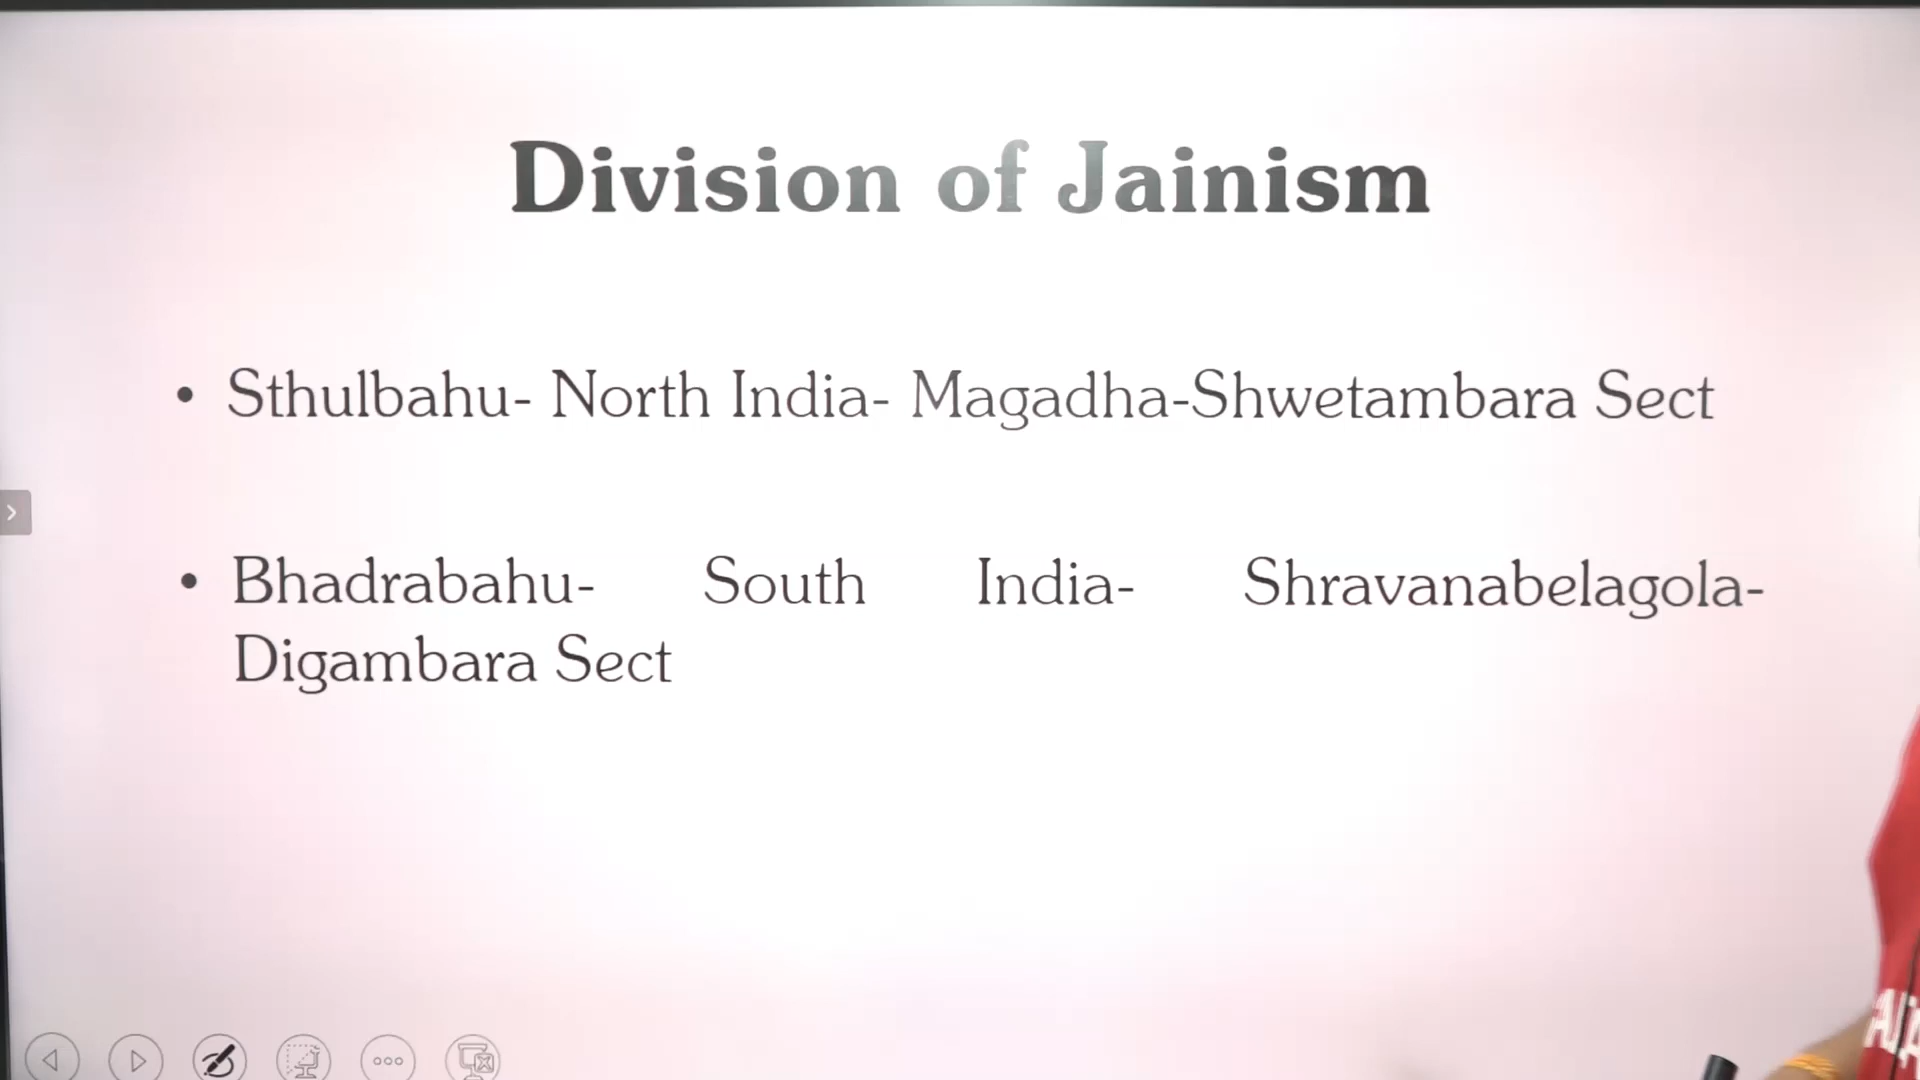 Division of Jainism
• Sthulbahu- North India- Magadha-Shwetambara Sect
• Bhadrabahu- South India- Shravanabelagola-
Digambara Sect